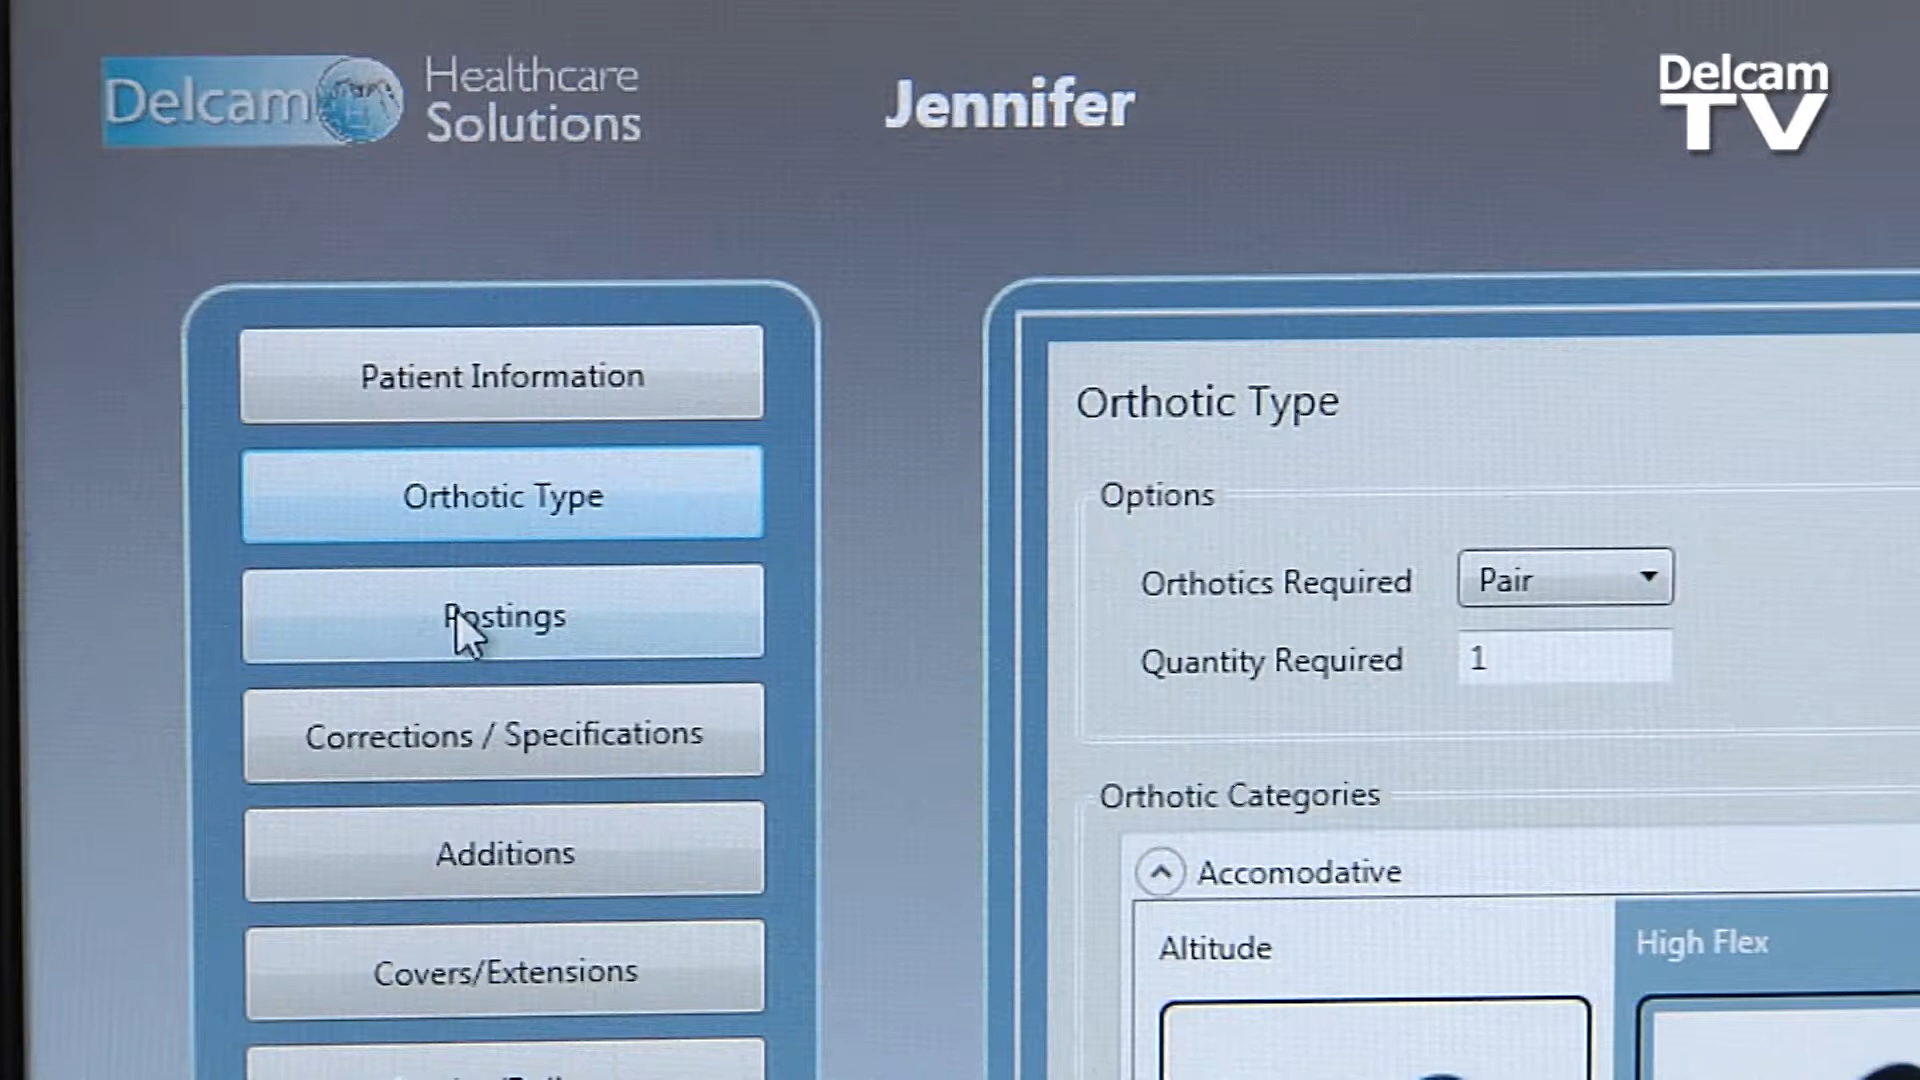 Delcam Healthcare Solutions
Jennifer
Delcam TV
Patient Information
Orthotic Type
Postings
Corrections / Specifications
Additions
Covers/Extensions
Orthotic Type
Options
Orthotics Required Pair
Quantity Required 1
Orthotic Categories
Accomodative
Altitude
High Flex